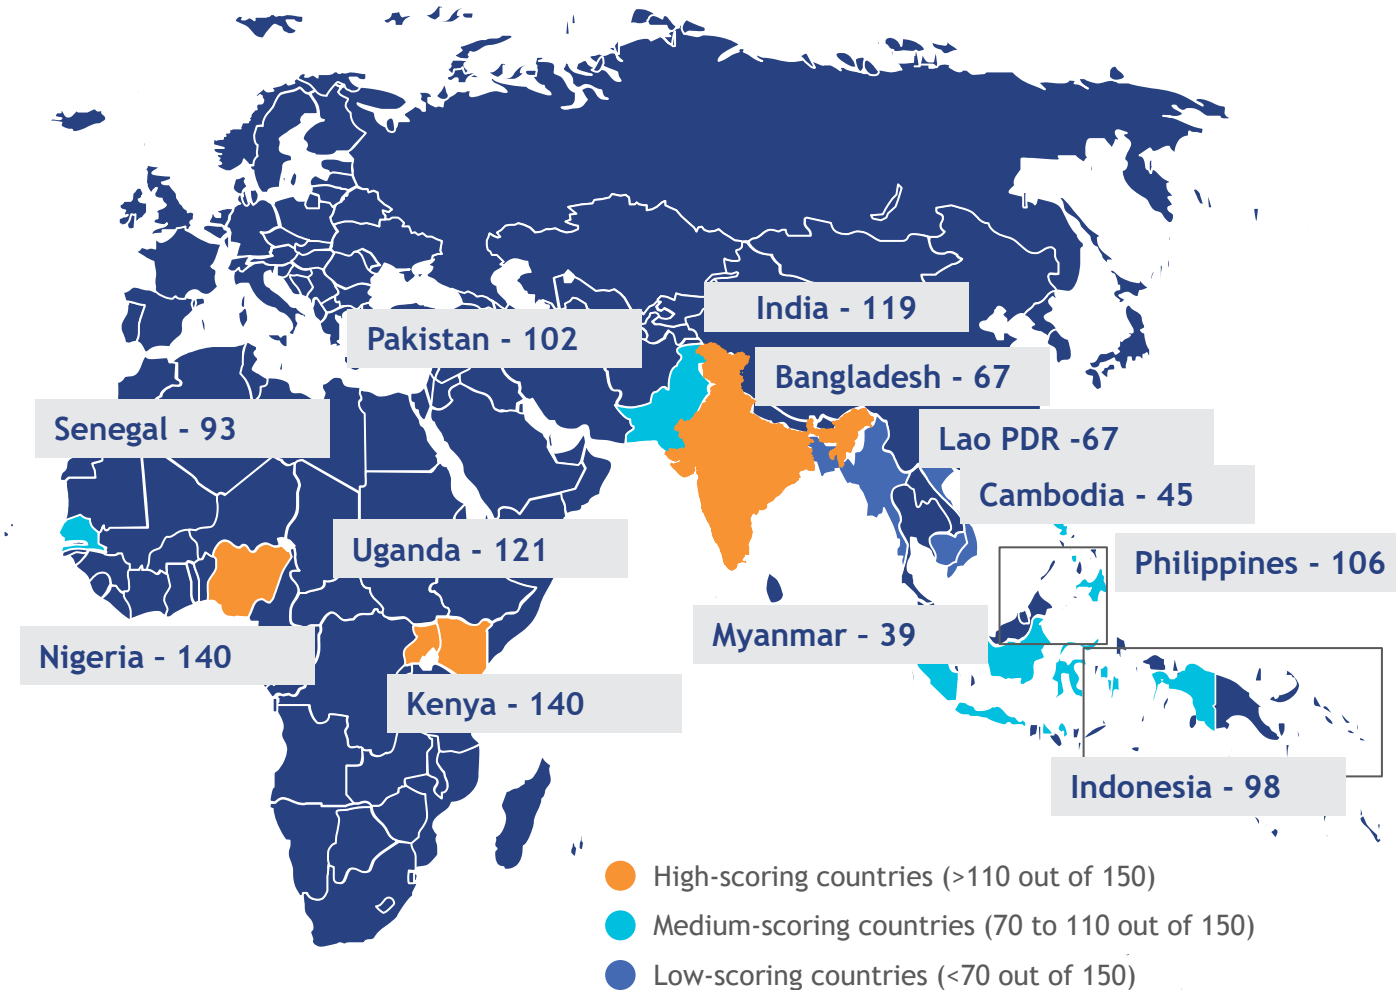 India - 119
Pakistan - 102
Bangladesh - 67
Senegal - 93
Lao PDR -67
Cambodia - 45
Uganda - 121
Philippines - 106
Myanmar - 39
Nigeria - 140
Kenya - 140
Indonesia - 98
High-scoring countries (>110 out of 150)
Medium-scoring countries (70 to 110 out of 150)
Low-scoring countries (<70 out of 150)